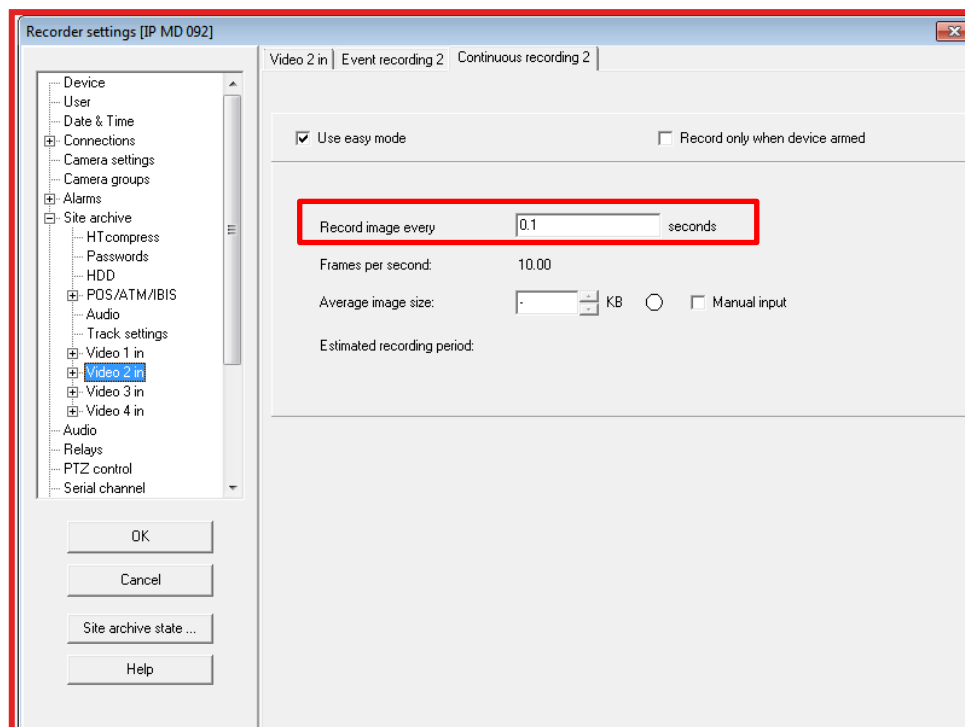 Recorder settings [IP MD 092]
Video 2 in Event recording 2 Continuous recording 2
Device
User
Date & Time
Connections
Camera settings
Camera groups
Alarms
Site archive
HTcompress
Passwords
HDD
POS/ATM/IBIS
Audio
Track settings
Video 1 in
Video 2 in
Video 3 in
Video 4 in
Audio
Relays
PTZ control
Serial channel
OK
Cancel
Site archive state ...
Help
Use easy mode Record only when device armed
Record image every 0.1 seconds
Frames per second: 10.00
Average image size: - KB Manual input
Estimated recording period: